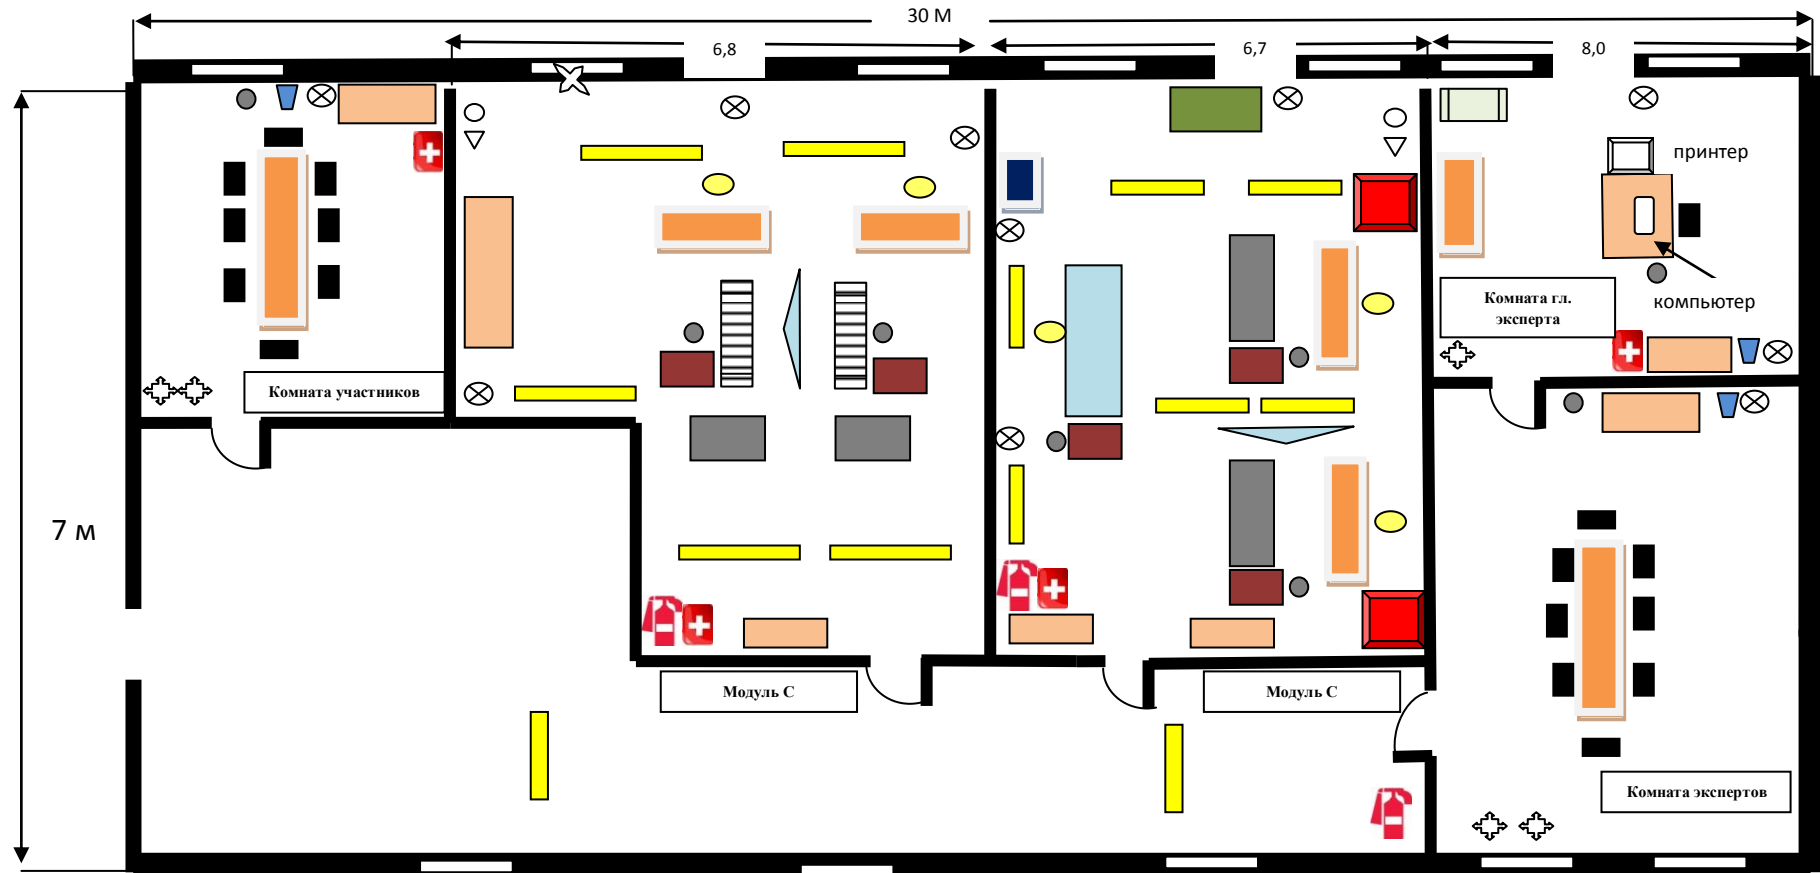 30 М
6,8
6,7
8,0
принтер
Комната гл.
эксперта
компьютер
Комната участников
7 м
Модуль С
Модуль С
Комната экспертов